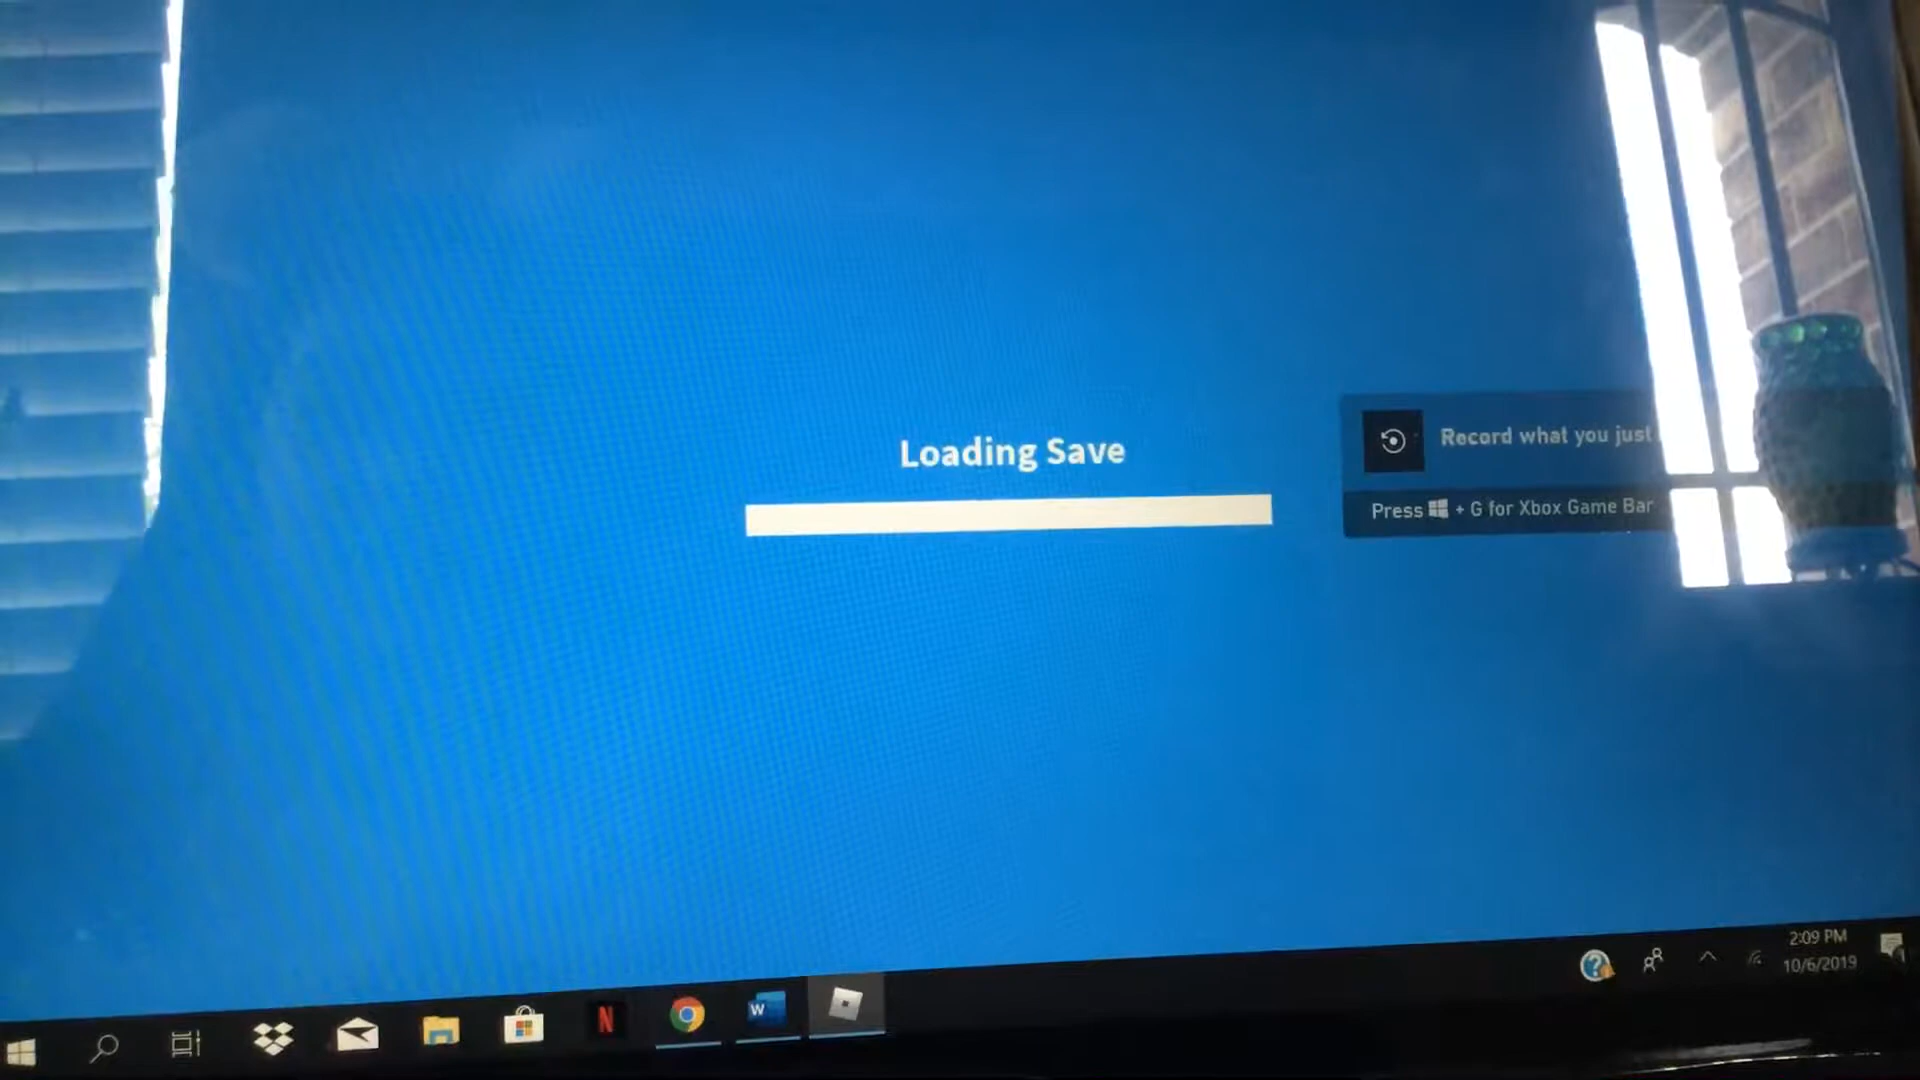 Loading Save
Record what you just
Press + G for Xbox Game Bar
2:09 PM
10/6/2019
N
W